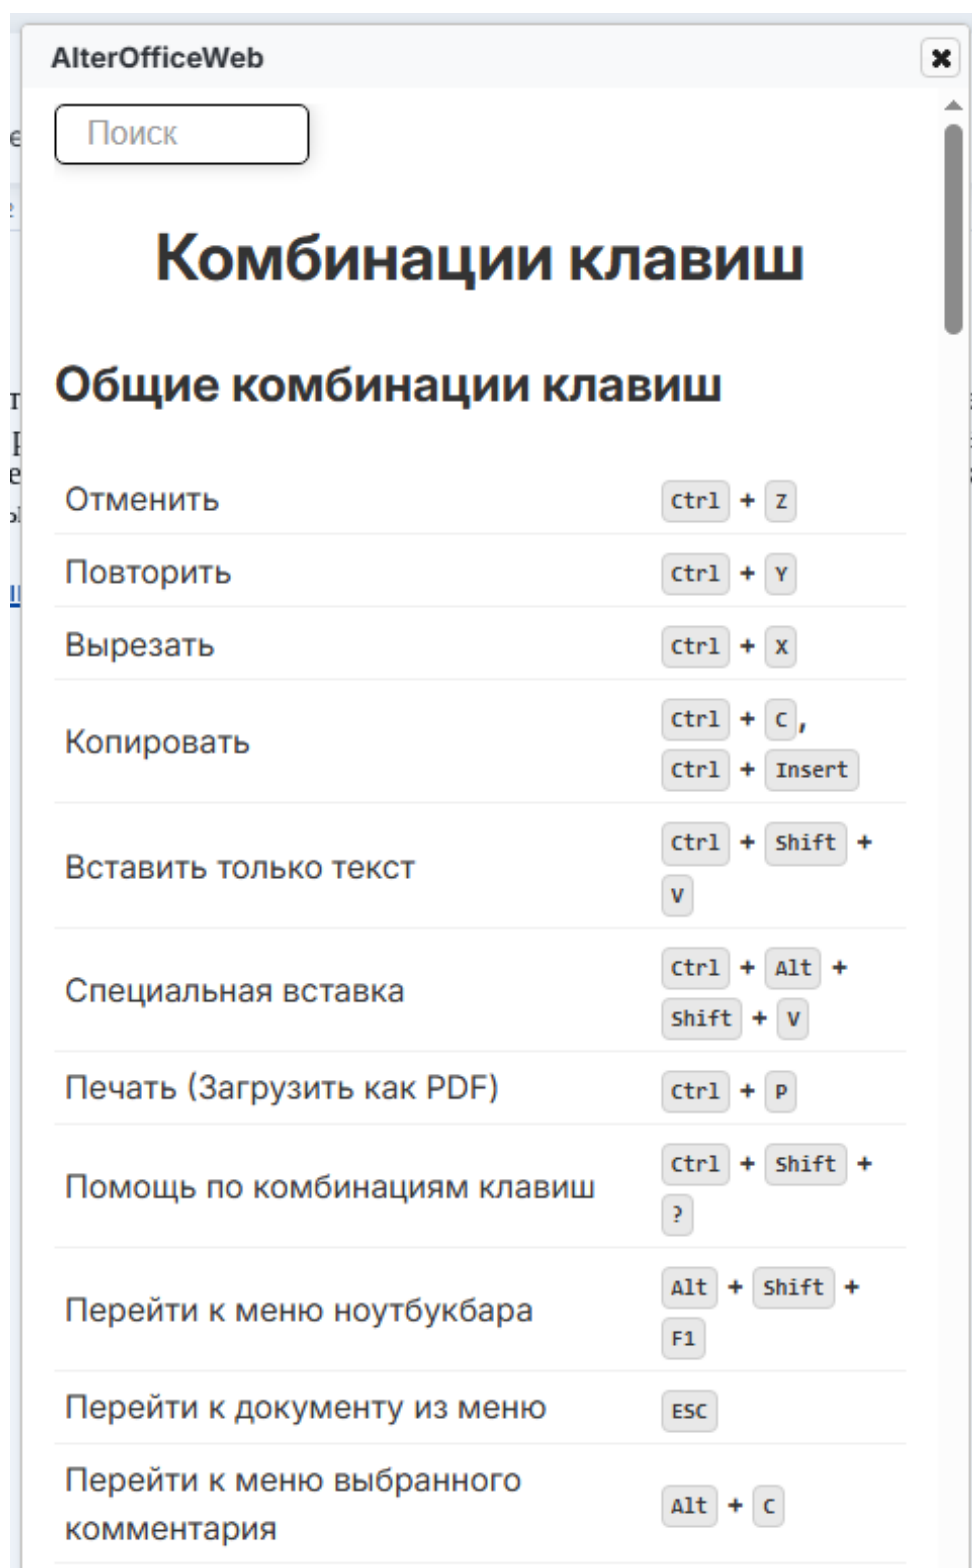 AlterOfficeWeb
Поиск
Комбинации клавиш
Общие комбинации клавиш
Отменить Ctrl + Z
Повторить Ctrl + Y
Вырезать Ctrl + X
Копировать Ctrl + C,
Ctrl + Insert
Вставить только текст Ctrl + Shift +
V
Специальная вставка Ctrl + Alt +
Shift + V
Печать (Загрузить как PDF) Ctrl + P
Помощь по комбинациям клавиш Ctrl + Shift +
?
Перейти к меню ноутбукбара Alt + Shift +
F1
Перейти к документу из меню ESC
Перейти к меню выбранного
комментария Alt + C